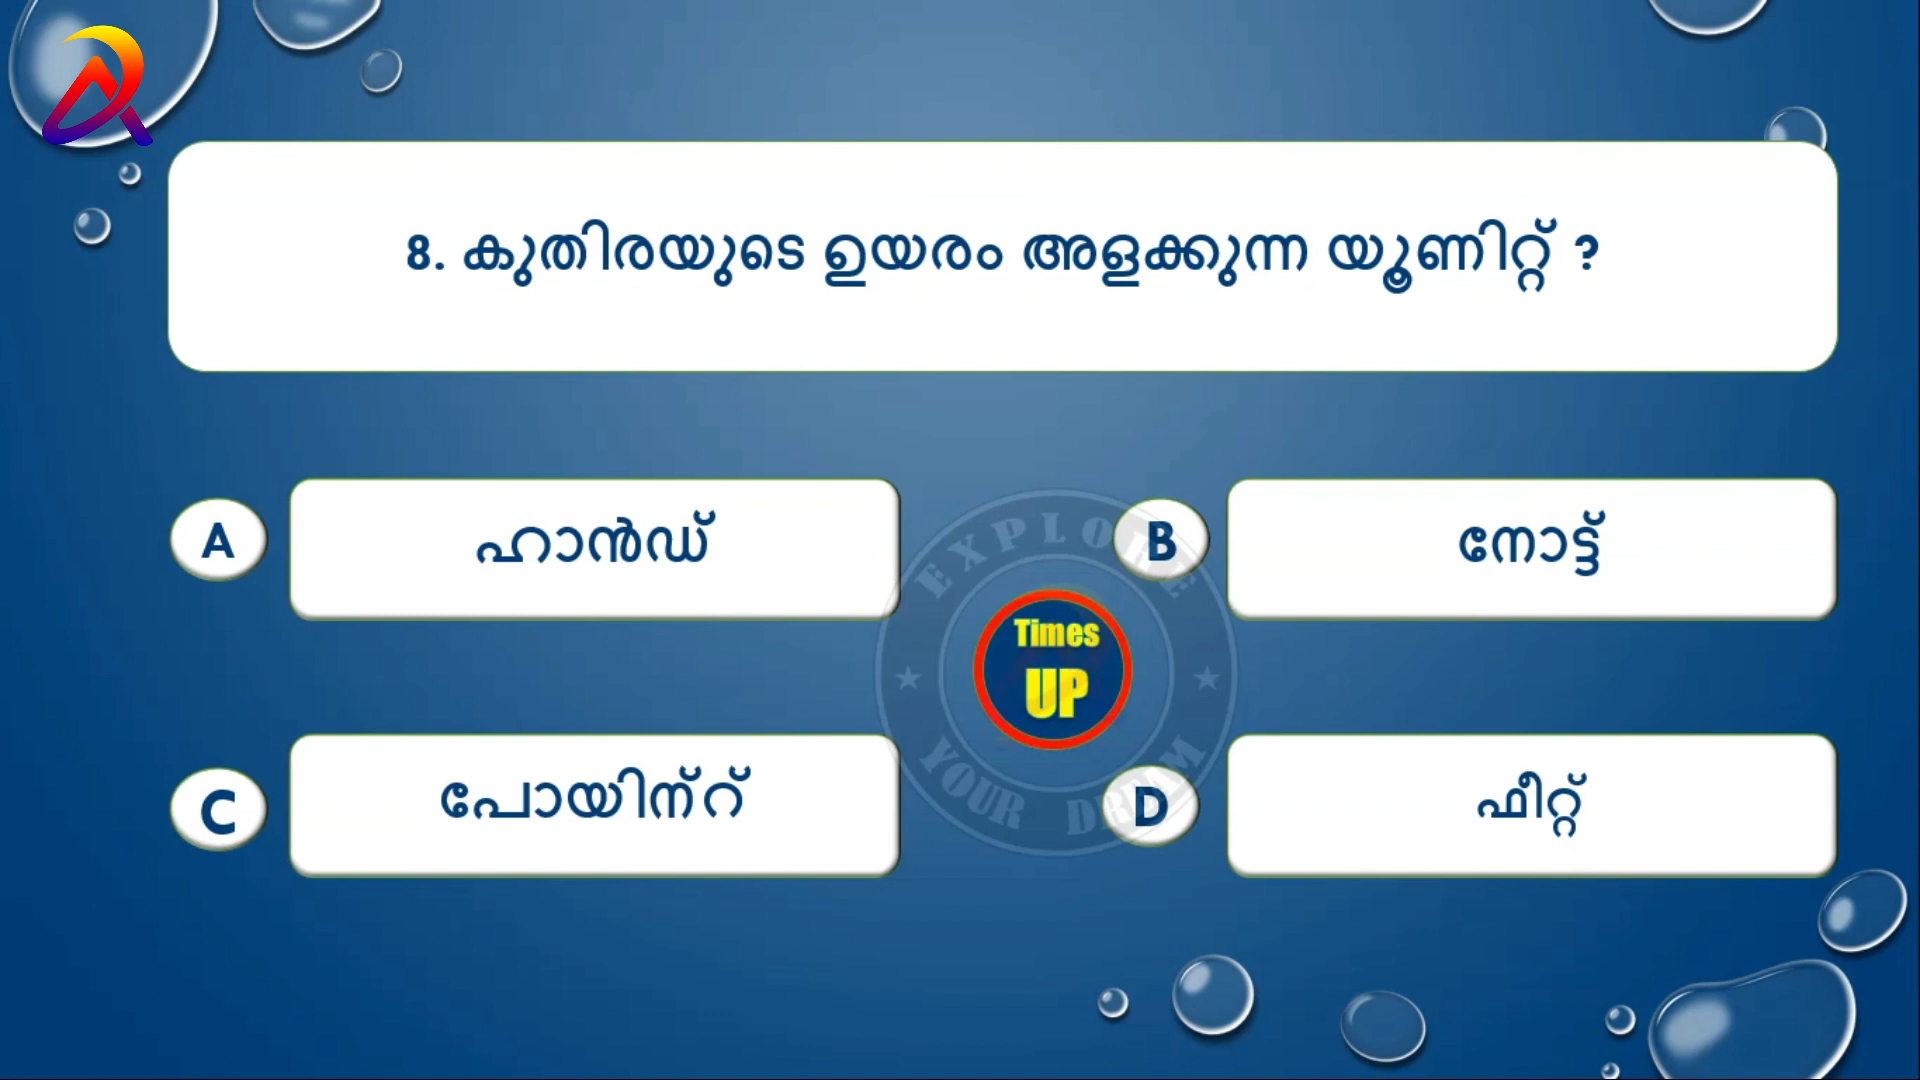 8. കുതിരയുടെ ഉയരം അളക്കുന്ന യൂണിറ്റ് ?
A
ഹാൻഡ്
B
നോട്ട്
EXPLORE
Times
UP
YOUR DREAM
C
പോയിന്റ്
D
ഫീറ്റ്